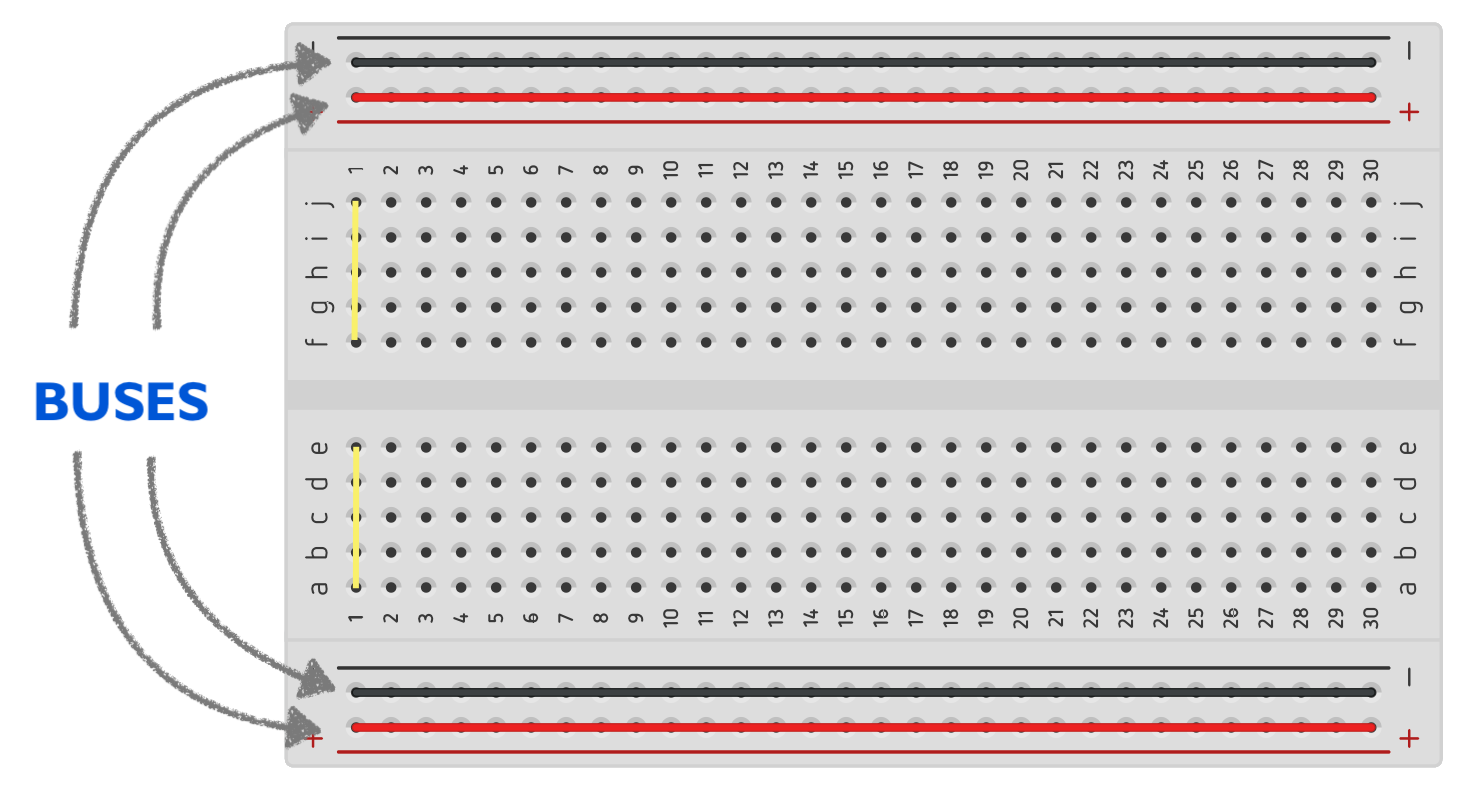 − −
+ +
1 2 3 4 5 6 7 8 9 10 11 12 13 14 15 16 17 18 19 20 21 22 23 24 25 26 27 28 29 30
j j
i i
h h
g g
f f
BUSES
e e
d d
c c
b b
a a
1 2 3 4 5 6 7 8 9 10 11 12 13 14 15 16 17 18 19 20 21 22 23 24 25 26 27 28 29 30
−
+ +